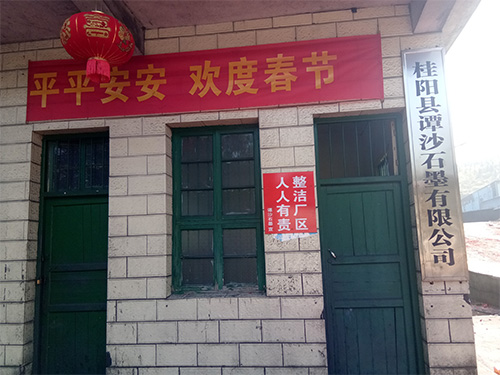 平平安安 欢度春节
桂阳县谭沙石墨有限公司
整洁厂区
人人有责